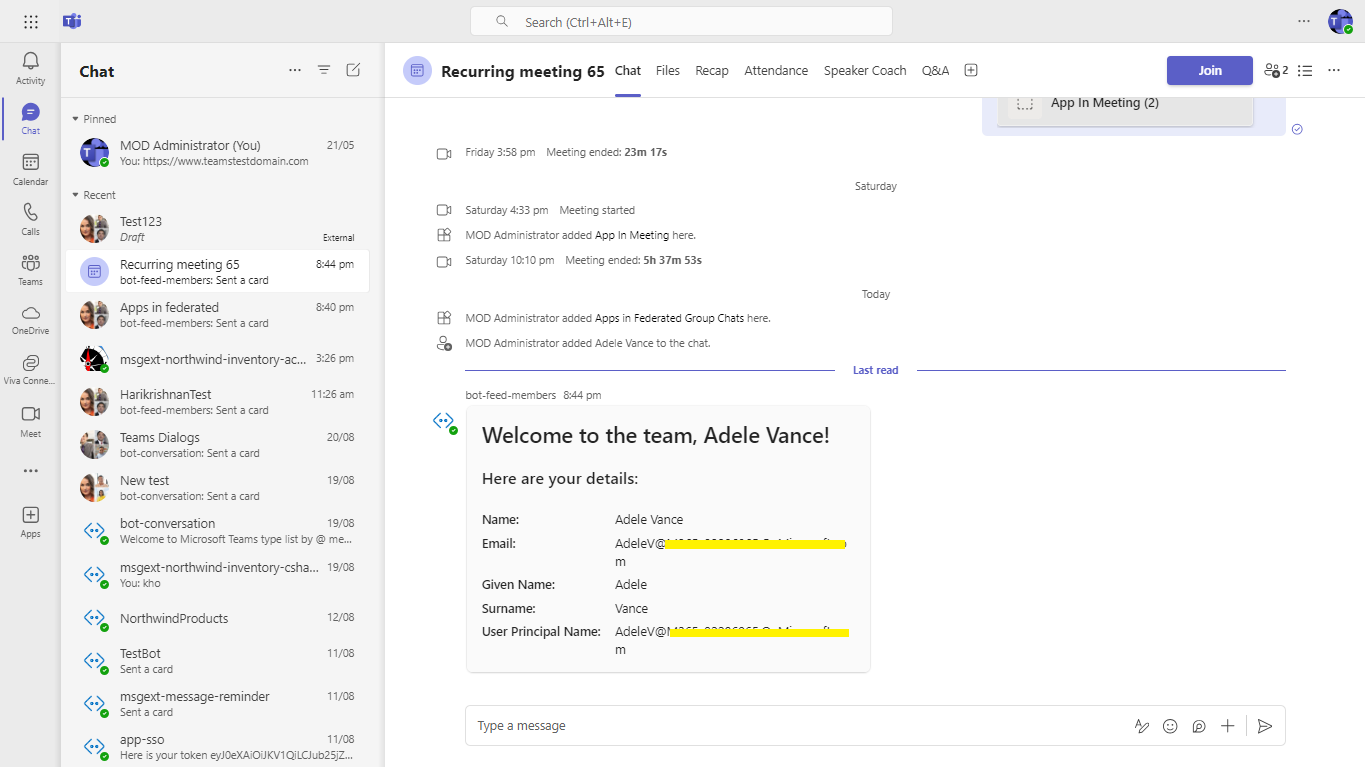 Search (Ctrl+Alt+E)
Activity
Chat
Calendar
Calls
Teams
OneDrive
Viva Conne...
Meet
Apps
Chat
Pinned
MOD Administrator (You) 21/05
You: https://www.teamstestdomain.com
Recent
Test123
Draft External
Recurring meeting 65 8:44 pm
bot-feed-members: Sent a card
Apps in federated 8:40 pm
bot-feed-members: Sent a card
msgext-northwind-inventory-ac... 3:26 pm
HarikrishnanTest 11:26 am
bot-feed-members: Sent a card
Teams Dialogs 20/08
bot-conversation: Sent a card
New test 19/08
bot-conversation: Sent a card
bot-conversation 19/08
Welcome to Microsoft Teams type list by @ me...
msgext-northwind-inventory-csha... 19/08
You: kho
NorthwindProducts 12/08
TestBot 11/08
Sent a card
msgext-message-reminder 11/08
Sent a card
app-sso 11/08
Here is your token eyJ0eXAiOiJKV1QiLCJub25jZ...
Recurring meeting 65 Chat Files Recap Attendance Speaker Coach Q&A Join 2
App In Meeting (2)
Friday 3:58 pm Meeting ended: 23m 17s
Saturday
Saturday 4:33 pm Meeting started
MOD Administrator added App In Meeting here.
Saturday 10:10 pm Meeting ended: 5h 37m 53s
Today
MOD Administrator added Apps in Federated Group Chats here.
MOD Administrator added Adele Vance to the chat.
Last read
bot-feed-members 8:44 pm
Welcome to the team, Adele Vance!
Here are your details:
Name: Adele Vance
Email: AdeleV@
m
Given Name: Adele
Surname: Vance
User Principal Name: AdeleV@
m
Type a message